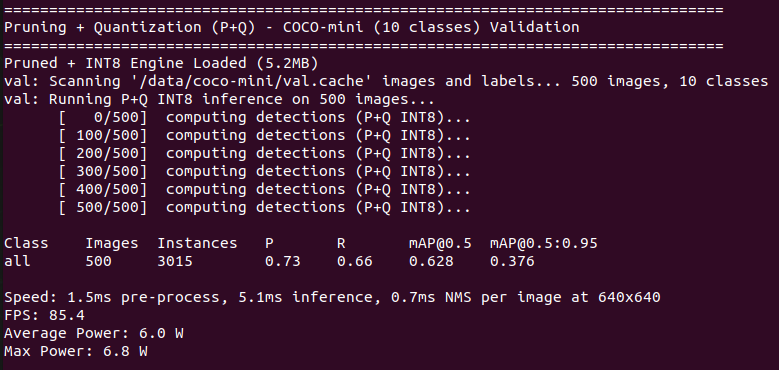 ================================================================================
Pruning + Quantization (P+Q) - COCO-mini (10 classes) Validation
================================================================================
Pruned + INT8 Engine Loaded (5.2MB)
val: Scanning '/data/coco-mini/val.cache' images and labels... 500 images, 10 classes
val: Running P+Q INT8 inference on 500 images...
      [   0/500]  computing detections (P+Q INT8)...
      [ 100/500]  computing detections (P+Q INT8)...
      [ 200/500]  computing detections (P+Q INT8)...
      [ 300/500]  computing detections (P+Q INT8)...
      [ 400/500]  computing detections (P+Q INT8)...
      [ 500/500]  computing detections (P+Q INT8)...
Class    Images  Instances   P       R       mAP@0.5  mAP@0.5:0.95
all      500     3015        0.73    0.66    0.628    0.376
Speed: 1.5ms pre-process, 5.1ms inference, 0.7ms NMS per image at 640x640
FPS: 85.4
Average Power: 6.0 W
Max Power: 6.8 W